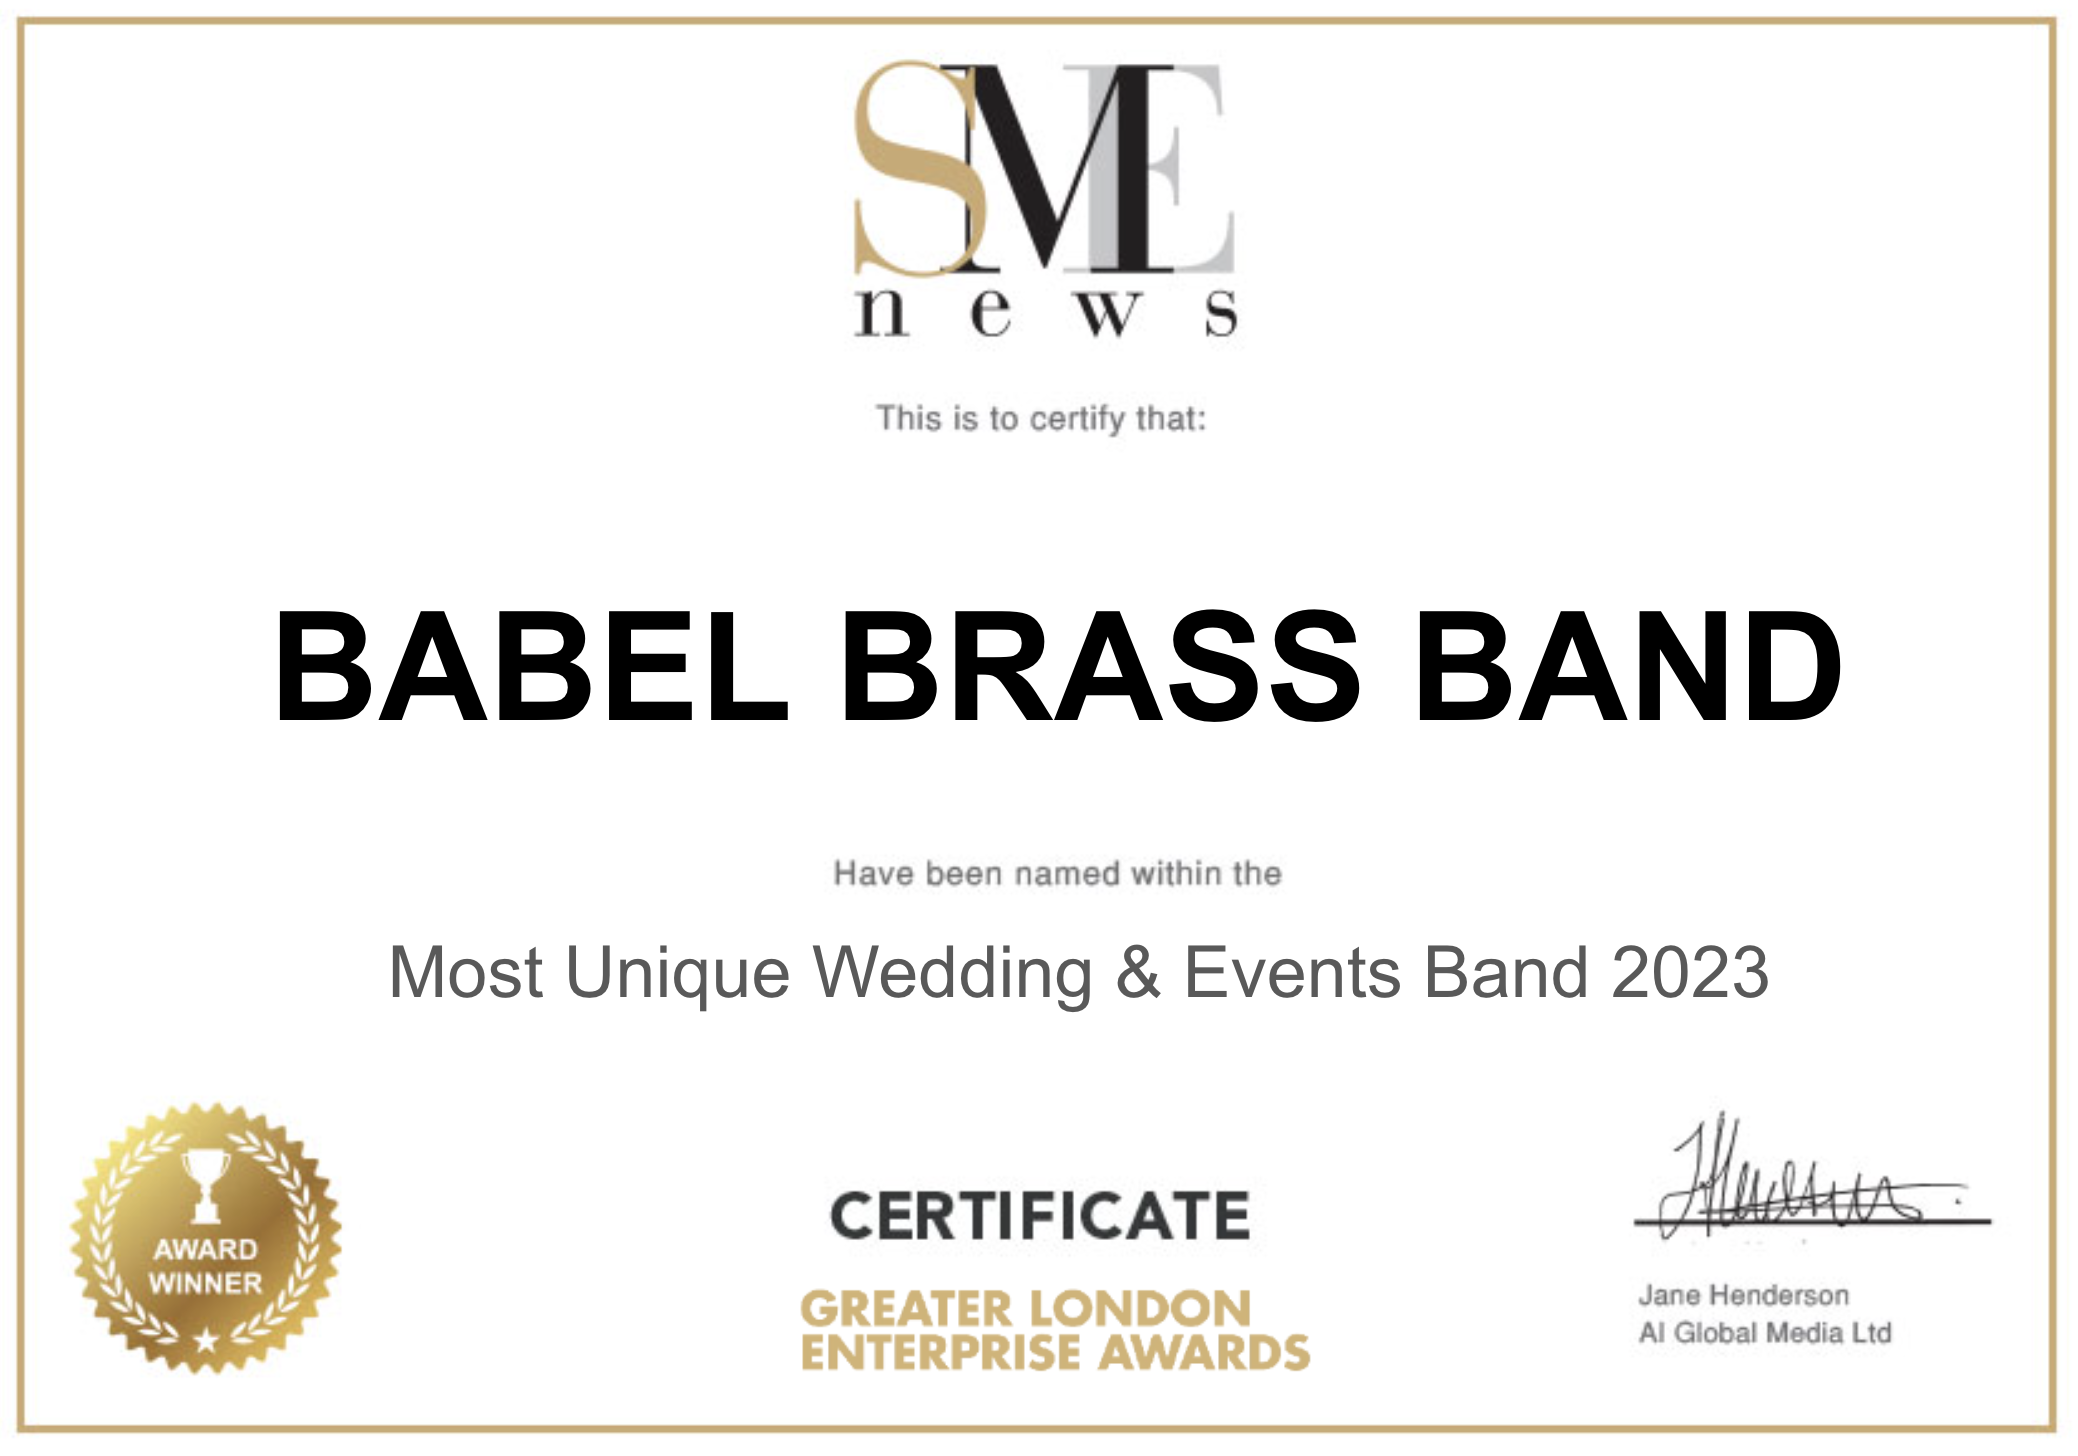 SME
news
This is to certify that:
BABEL BRASS BAND
Have been named within the
Most Unique Wedding & Events Band 2023
AWARD
WINNER
CERTIFICATE
GREATER LONDON
ENTERPRISE AWARDS
Jane Henderson
AI Global Media Ltd